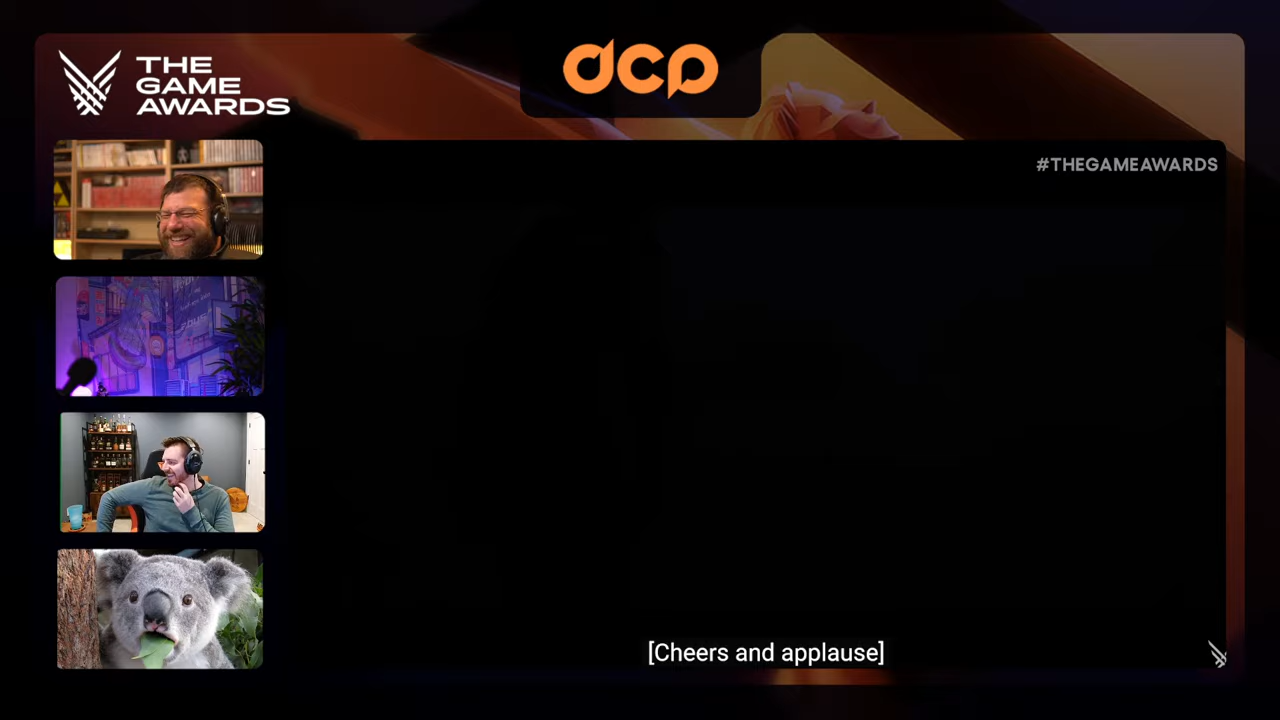 THE
GAME
AWARDS
dcp
#THEGAMEAWARDS
[Cheers and applause]